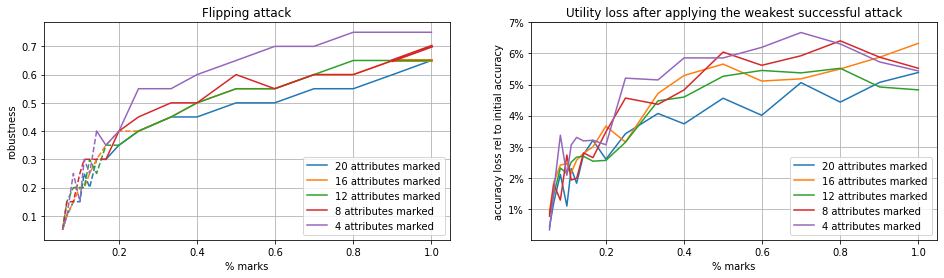 Flipping attack
robustness
0.7
0.6
0.5
0.4
0.3
0.2
0.1
0.2
0.4
0.6
0.8
1.0
% marks
20 attributes marked
16 attributes marked
12 attributes marked
8 attributes marked
4 attributes marked
Utility loss after applying the weakest successful attack
accuracy loss rel to initial accuracy
7%
6%
5%
4%
3%
2%
1%
0.2
0.4
0.6
0.8
1.0
% marks
20 attributes marked
16 attributes marked
12 attributes marked
8 attributes marked
4 attributes marked